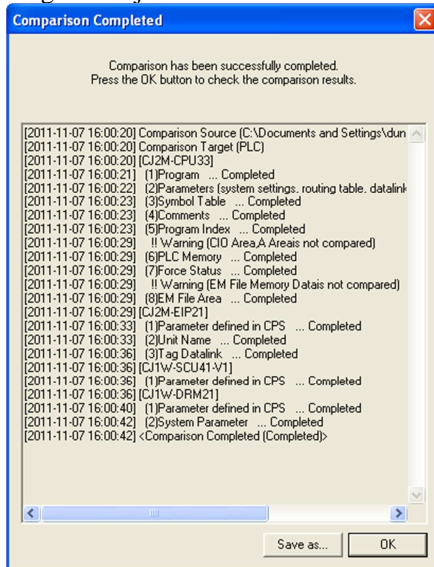 Comparison Completed
Comparison has been successfully completed.
Press the OK button to check the comparison results.
[2011-11-07 16:00:20] Comparison Source (C:\Documents and Settings\dun
[2011-11-07 16:00:20] Comparison Target (PLC)
[2011-11-07 16:00:20] [CJ2M-CPU33]
[2011-11-07 16:00:21] (1)Program ... Completed
[2011-11-07 16:00:22] (2)Parameters (system settings, routing table, datalink
[2011-11-07 16:00:23] (3)Symbol Table ... Completed
[2011-11-07 16:00:23] (4)Comments ... Completed
[2011-11-07 16:00:23] (5)Program Index ... Completed
[2011-11-07 16:00:29] !! Warning (CIO Area,A Areais not compared)
[2011-11-07 16:00:29] (6)PLC Memory ... Completed
[2011-11-07 16:00:29] (7)Force Status ... Completed
[2011-11-07 16:00:29] !! Warning (EM File Memory Datais not compared)
[2011-11-07 16:00:29] (8)EM File Area ... Completed
[2011-11-07 16:00:29] [CJ2M-EIP21]
[2011-11-07 16:00:33] (1)Parameter defined in CPS ... Completed
[2011-11-07 16:00:33] (2)Unit Name ... Completed
[2011-11-07 16:00:36] (3)Tag Datalink ... Completed
[2011-11-07 16:00:36] [CJ1W-SCU41-V1]
[2011-11-07 16:00:36] (1)Parameter defined in CPS ... Completed
[2011-11-07 16:00:36] [CJ1W-DRM21]
[2011-11-07 16:00:40] (1)Parameter defined in CPS ... Completed
[2011-11-07 16:00:42] (2)System Parameter ... Completed
[2011-11-07 16:00:42] <Comparison Completed (Completed)>
Save as...
OK